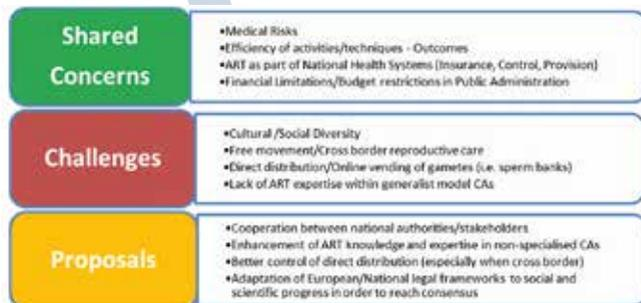 Shared
Concerns
•Medical Risks
•Efficiency of activities/techniques - Outcomes
•ART as part of National Health Systems (Insurance, Control, Provision)
•Financial Limitations/Budget restrictions in Public Administration
Challenges
•Cultural /Social Diversity
•Free movement/Cross border reproductive care
•Direct distribution/Online vending of gametes (i.e. sperm banks)
•Lack of ART expertise within generalist model CAs
Proposals
•Cooperation between national authorities/stakeholders
•Enhancement of ART knowledge and expertise in non-specialised CAs
•Better control of direct distribution (especially when cross border)
•Adaptation of European/National legal frameworks to social and
scientific progress in order to reach consensus